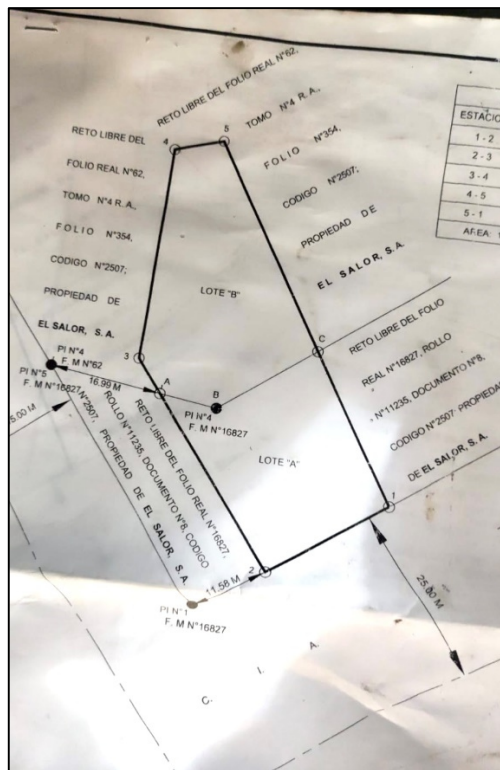 RETO LIBRE DEL FOLIO REAL N°62,
TOMO N°4 R. A.,
FOLIO N°354,
CODIGO N°2507;
PROPIEDAD DE
EL SALOR, S.A.
RETO LIBRE DEL
FOLIO REAL N°62,
TOMO N°4 R.A.,
FOLIO N°354,
CODIGO N°2507;
PROPIEDAD DE
EL SALOR, S. A.
ESTACIO
1 - 2
2 - 3
3 - 4
4 - 5
5 - 1
AREA:
4
5
LOTE "B"
C
3
PI N°4
F. M N°62
PI N°5
F. M N°16827
16.99 M
A
B
PI N°4
F. M N°16827
RETO LIBRE DEL FOLIO
REAL N°16827, ROLLO
N°11235, DOCUMENTO N°8,
CODIGO N°2507: PROPIEDAD
DE EL SALOR, S.A.
5.00 M
RETO LIBRE DEL FOLIO REAL N°16827,
ROLLO N°11235, DOCUMENTO N°8, CODIGO
N°2507, PROPIEDAD DE EL SALOR, S. A.
LOTE "A"
1
2
11.58 M
PI N°1
F. M N°16827
25.00 M
C. I. A.